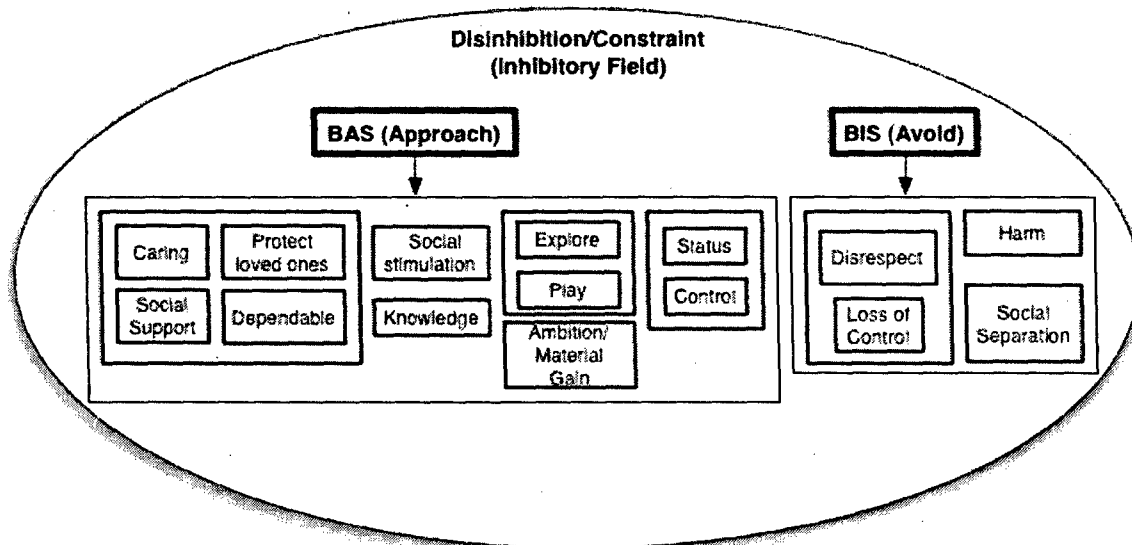 Disinhibition/Constraint
(Inhibitory Field)
BAS (Approach)
BIS (Avoid)
Caring
Protect
loved ones
Social
Support
Dependable
Social
stimulation
Knowledge
Explore
Play
Ambition/
Material
Gain
Status
Control
Disrespect
Loss of
Control
Harm
Social
Separation